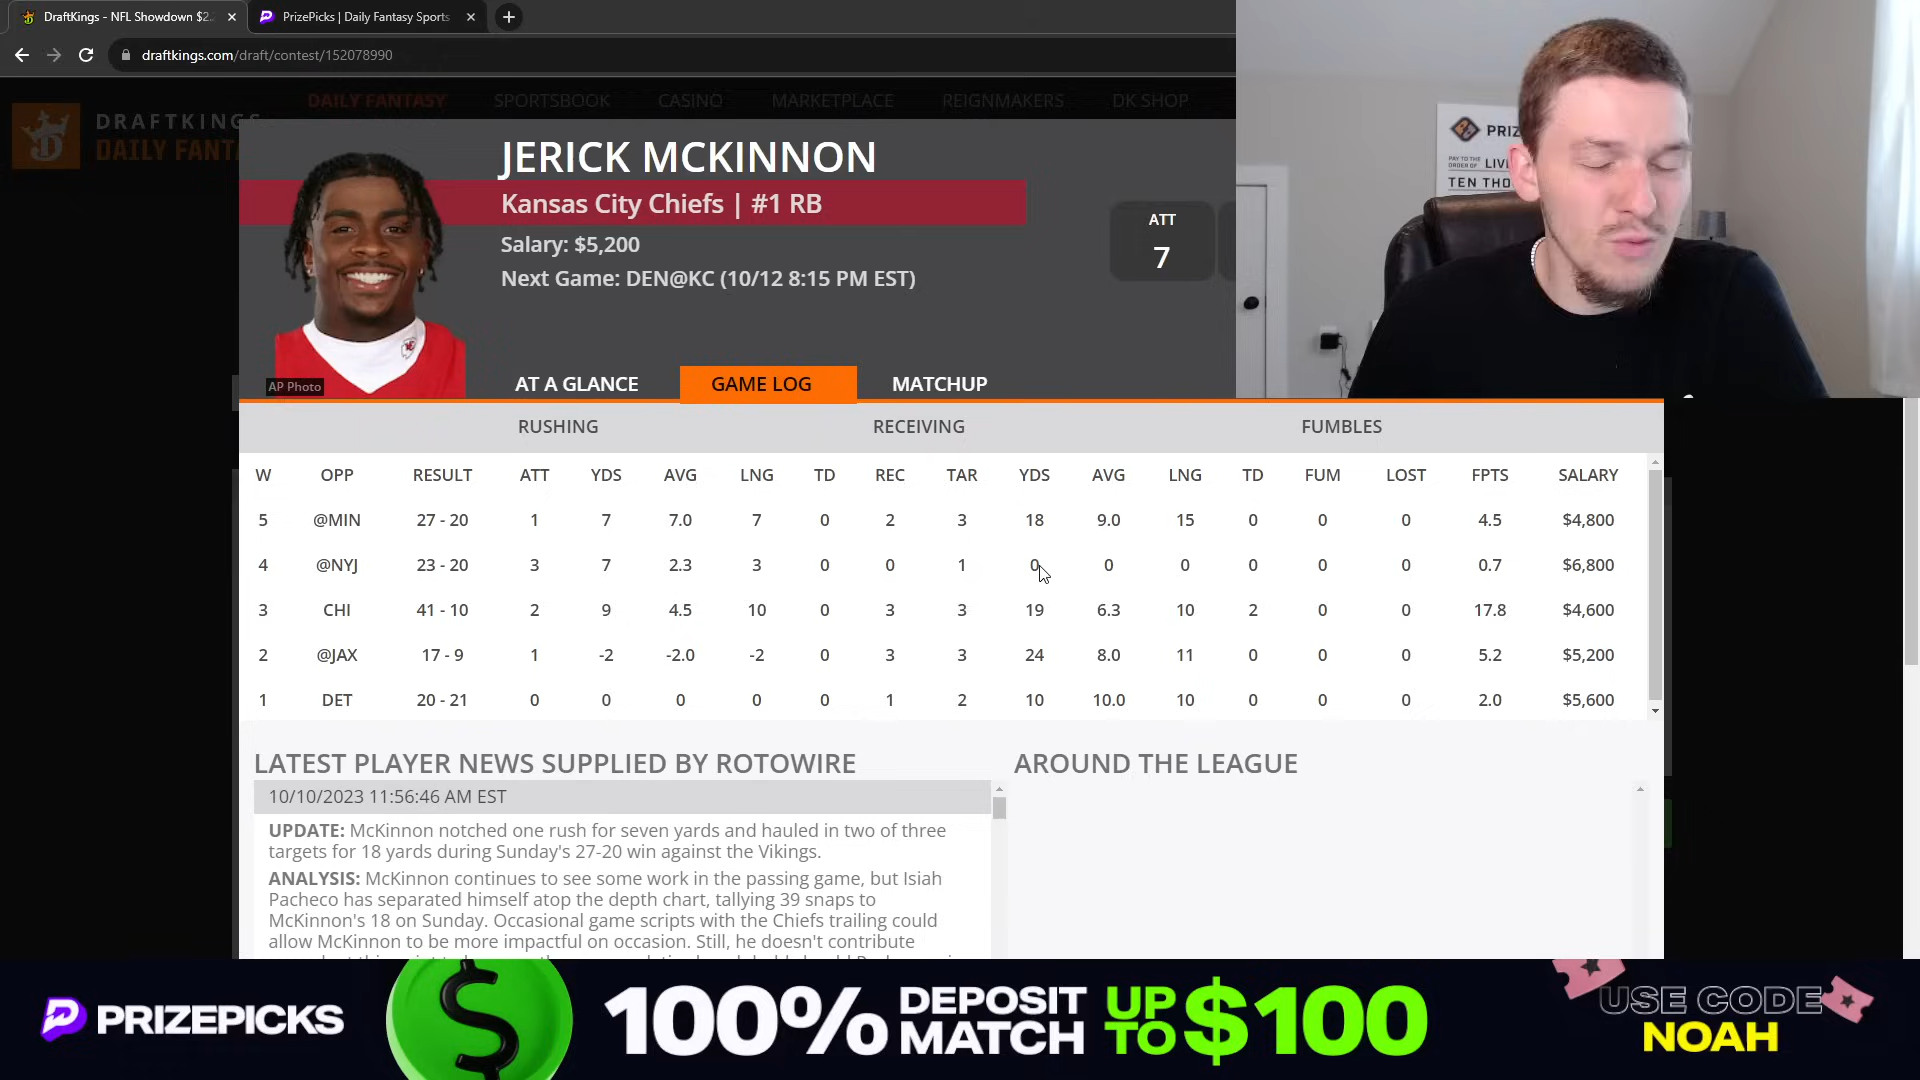 DraftKings - NFL Showdown $2.
PrizePicks | Daily Fantasy Sports
draftkings.com/draft/contest/152078990
DRAFTKINGS
DAILY FANTA
DAILY FANTASY SPORTSBOOK CASINO MARKETPLACE REIGNMAKERS DK SHOP
JERICK MCKINNON
Kansas City Chiefs | #1 RB
Salary: $5,200
Next Game: DEN@KC (10/12 8:15 PM EST)
ATT
7
PRIZ
PAY TO THE
ORDER OF LIV
TEN THO
AP Photo
AT A GLANCE GAME LOG MATCHUP
RUSHING RECEIVING FUMBLES
W OPP RESULT ATT YDS AVG LNG TD REC TAR YDS AVG LNG TD FUM LOST FPTS SALARY
5 @MIN 27 - 20 1 7 7.0 7 0 2 3 18 9.0 15 0 0 0 4.5 $4,800
4 @NYJ 23 - 20 3 7 2.3 3 0 0 1 0 0 0 0 0 0 0.7 $6,800
3 CHI 41 - 10 2 9 4.5 10 0 3 3 19 6.3 10 2 0 0 17.8 $4,600
2 @JAX 17 - 9 1 -2 -2.0 -2 0 3 3 24 8.0 11 0 0 0 5.2 $5,200
1 DET 20 - 21 0 0 0 0 0 1 2 10 10.0 10 0 0 0 2.0 $5,600
LATEST PLAYER NEWS SUPPLIED BY ROTOWIRE
AROUND THE LEAGUE
10/10/2023 11:56:46 AM EST
UPDATE: McKinnon notched one rush for seven yards and hauled in two of three
targets for 18 yards during Sunday's 27-20 win against the Vikings.
ANALYSIS: McKinnon continues to see some work in the passing game, but Isiah
Pacheco has separated himself atop the depth chart, tallying 39 snaps to
McKinnon's 18 on Sunday. Occasional game scripts with the Chiefs trailing could
allow McKinnon to be more impactful on occasion. Still, he doesn't contribute
PRIZEPICKS
$
100% DEPOSIT MATCH UP TO $100
USE CODE
NOAH